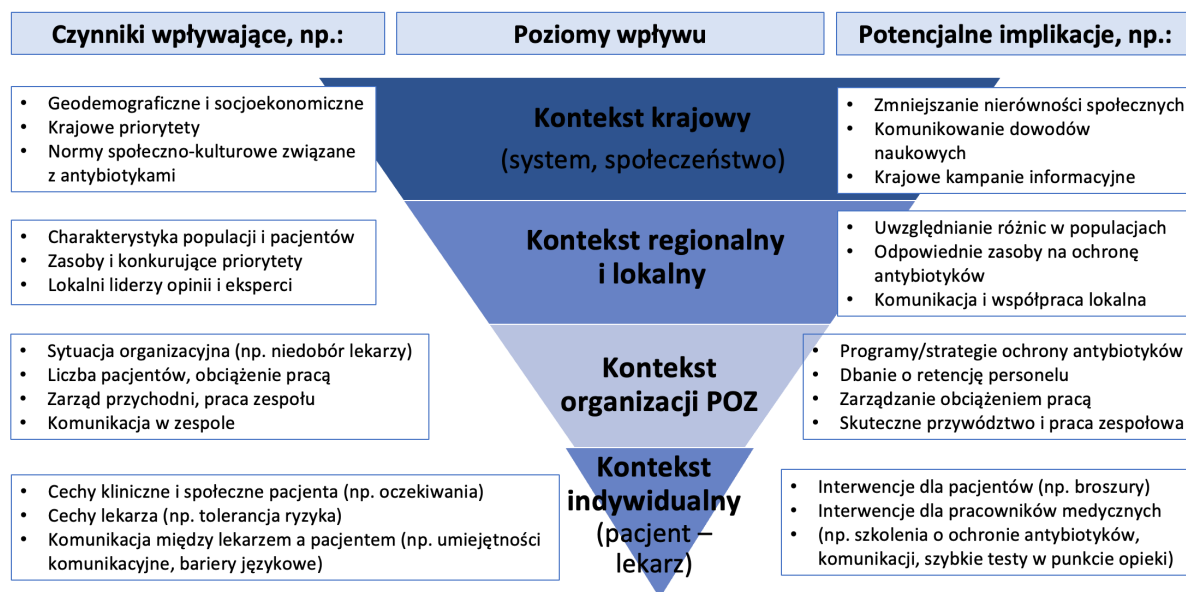 Czynniki wpływające, np.:
Poziomy wpływu
Potencjalne implikacje, np.:
• Geodemograficzne i socjoekonomiczne
• Krajowe priorytety
• Normy społeczno-kulturowe związane
z antybiotykami
Kontekst krajowy
(system, społeczeństwo)
• Zmniejszanie nierówności społecznych
• Komunikowanie dowodów
naukowych
• Krajowe kampanie informacyjne
• Charakterystyka populacji i pacjentów
• Zasoby i konkurujące priorytety
• Lokalni liderzy opinii i eksperci
Kontekst regionalny
i lokalny
• Uwzględnianie różnic w populacjach
• Odpowiednie zasoby na ochronę
antybiotyków
• Komunikacja i współpraca lokalna
• Sytuacja organizacyjna (np. niedobór lekarzy)
• Liczba pacjentów, obciążenie pracą
• Zarząd przychodni, praca zespołu
• Komunikacja w zespole
Kontekst
organizacji POZ
• Programy/strategie ochrony antybiotyków
• Dbanie o retencję personelu
• Zarządzanie obciążeniem pracą
• Skuteczne przywództwo i praca zespołowa
• Cechy kliniczne i społeczne pacjenta (np. oczekiwania)
• Cechy lekarza (np. tolerancja ryzyka)
• Komunikacja między lekarzem a pacjentem (np. umiejętności
komunikacyjne, bariery językowe)
Kontekst
indywidualny
(pacjent –
lekarz)
• Interwencje dla pacjentów (np. broszury)
• Interwencje dla pracowników medycznych
• (np. szkolenia o ochronie antybiotyków,
komunikacji, szybkie testy w punkcie opieki)